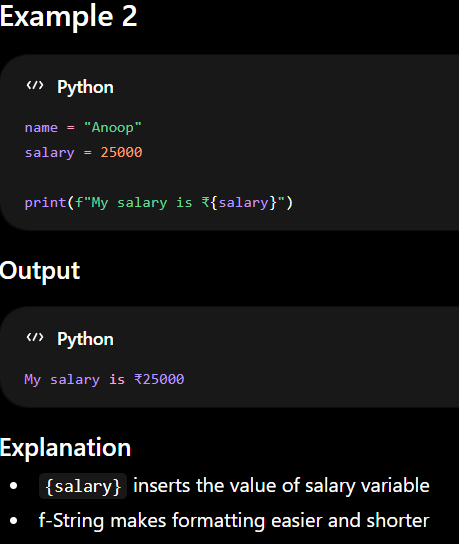 Example 2
</> Python
name = "Anoop"
salary = 25000
print(f"My salary is ₹{salary}")
Output
</> Python
My salary is ₹25000
Explanation
• {salary} inserts the value of salary variable
• f-String makes formatting easier and shorter